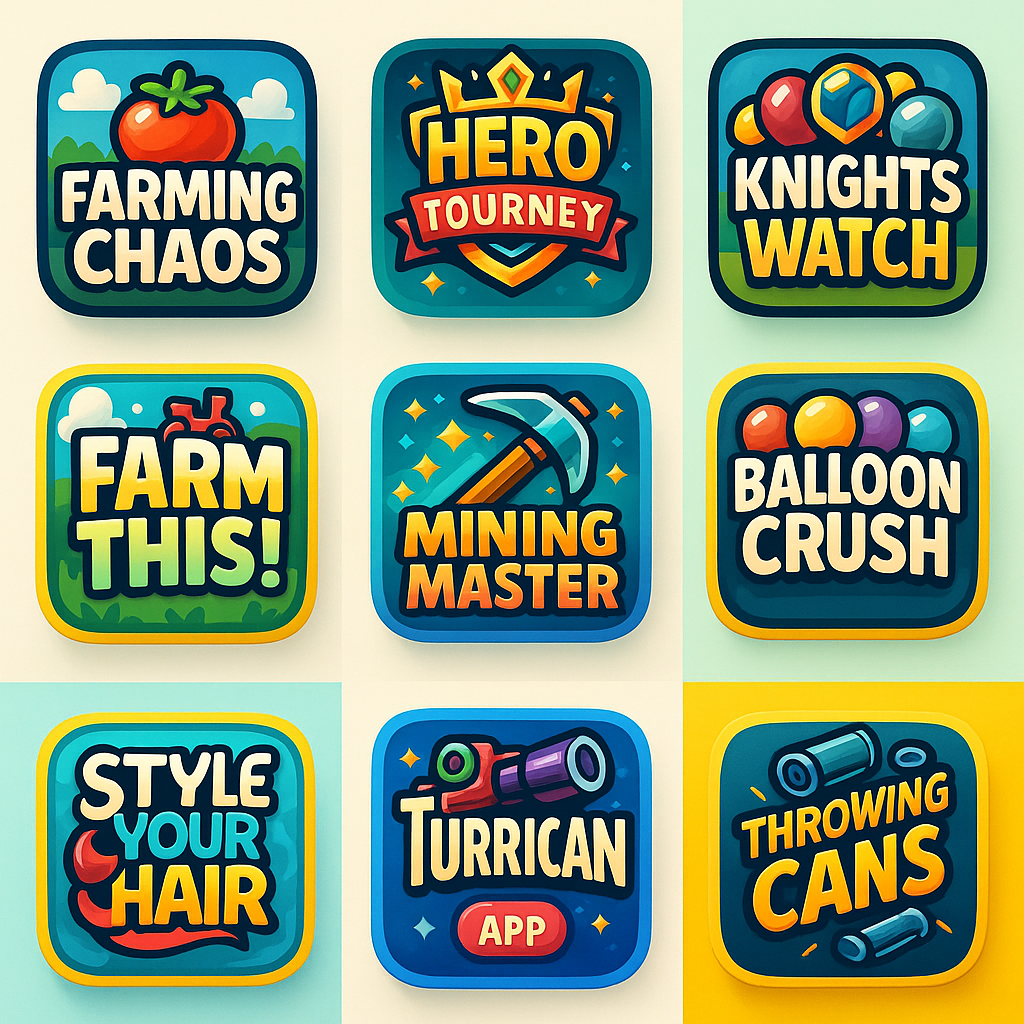 FARMING
CHAOS
HERO
TOURNEY
KNIGHTS
WATCH
FARM
THIS!
MINING
MASTER
BALLOON
CRUSH
STYLE
YOUR
HAIR
TURRICAN
APP
THROWING
CANS